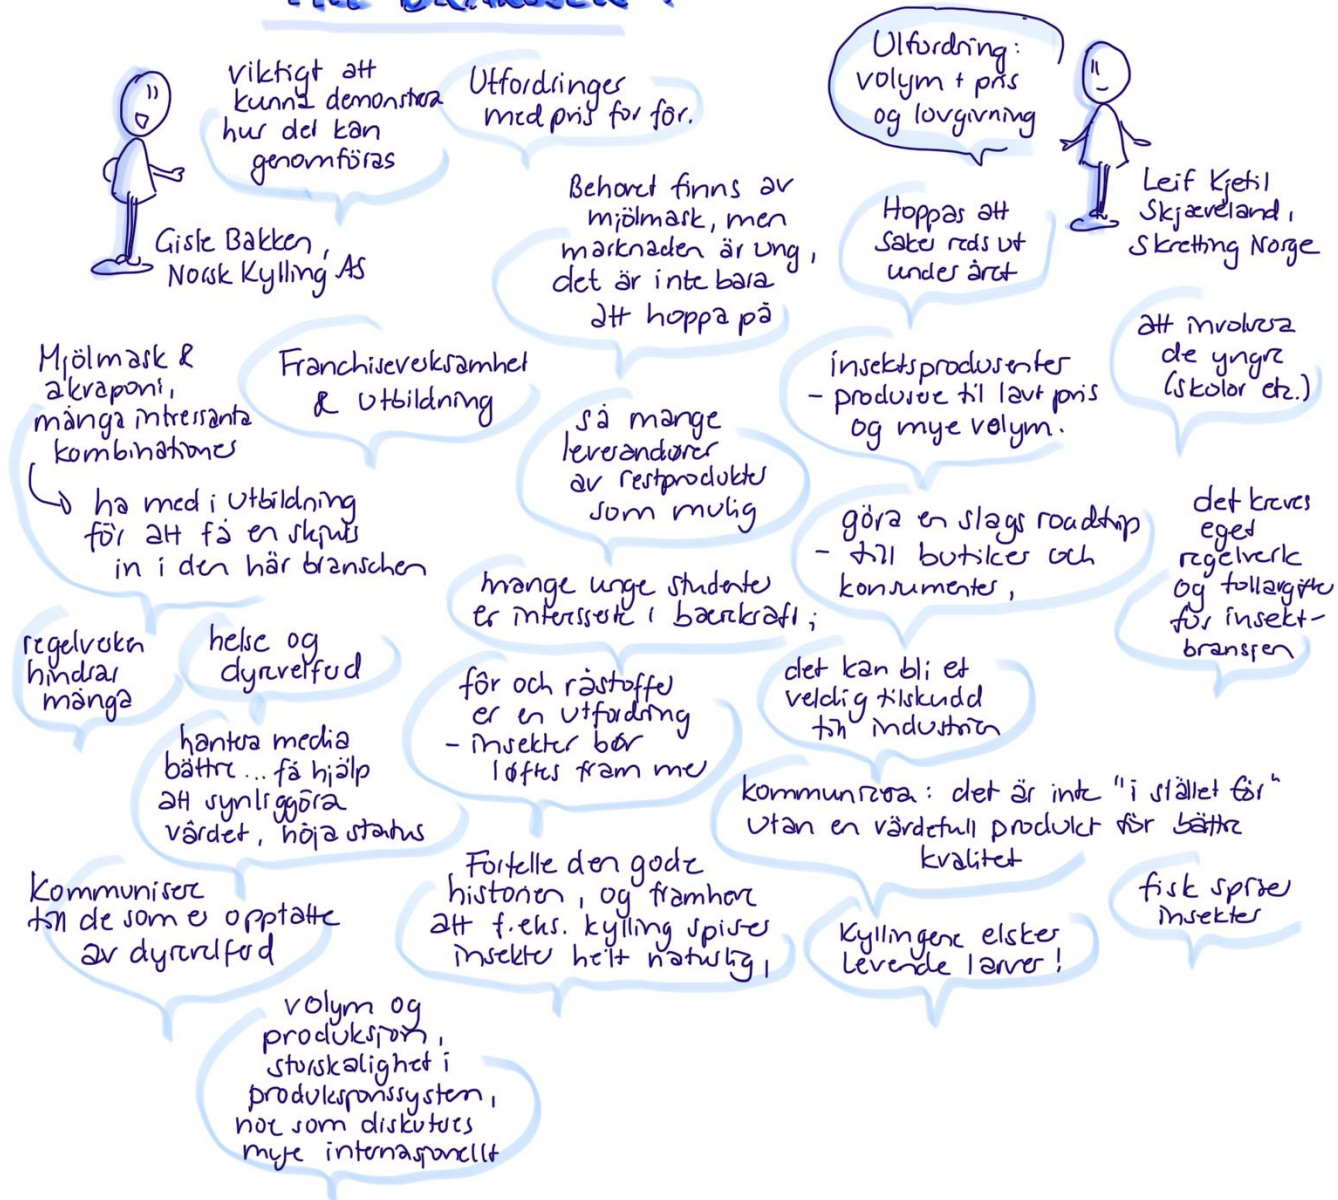 viktigt att
kunna demonstrera
hur det kan
genomföras
Utfordringer
med pris for fôr.
Utfordring:
volym + pris
og lovgivning
Gisle Bakken,
Norsk Kylling AS
Behovet finns av
mjölmask, men
marknaden är ung,
det är inte bara
att hoppa på
Hoppas att
saker reds ut
under året
Leif Kjetil
Skjæveland,
Skretting Norge
Mjölmask &
akvaponi,
många intressanta
kombinationer
ha med i utbildning
för att få en skjuts
in i den här branschen
Franchiseverksamhet
& utbildning
så mange
leverandører
av restprodukter
som mulig
insektsprodusenter
- produsere til lavt pris
og mye volym.
att involvera
de yngre
(skolor etc.)
göra en slags roadtrip
- till butiker och
konsumenter,
det kreves
eget
regelverk
og tollavgifter
før insekt-
bransjen
mange unge studenter
er interessert i bærekraft;
regelverken
hindrar
många
helse og
dyrevelferd
fôr och råstoffer
er en utfordring
- insekter bør
løftes fram mer
det kan bli et
veldig tilskudd
till industrin
hantera media
bättre... få hjälp
att synliggöra
värdet, höja status
kommunicera: det är inte "i stället för"
utan en värdefull produkt för bättre
kvalitet
Kommunisere
till de som er opptatte
av dyrevelferd
Fortelle den gode
historien, og framheve
att f.eks. kylling spiser
insekter helt naturlig,
Kyllingene elsker
levende larver!
fisk spiser
insekter
volym og
produksjon,
storskalighet i
produksjonssystem,
noe som diskuteres
mye internasjonellt